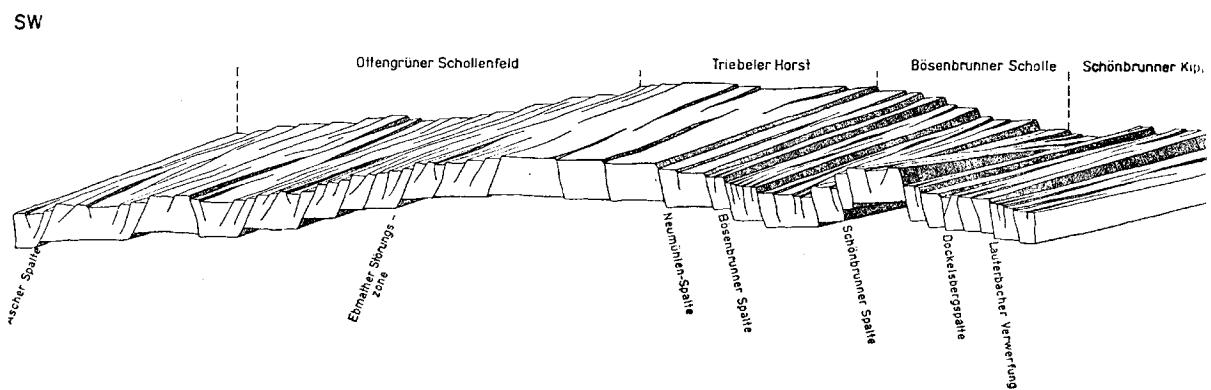 SW
Ottengrüner Schollenfeld
Triebeler Horst
Bösenbrunner Scholle
Schönbrunner Kip.
Ascher Spalte
Ebmather Störungs
zone
Neumühlen-Spalte
Bösenbrunner Spalte
Schönbrunner Spalte
Dockelsbergspalte
Lauterbacher Verwerfung